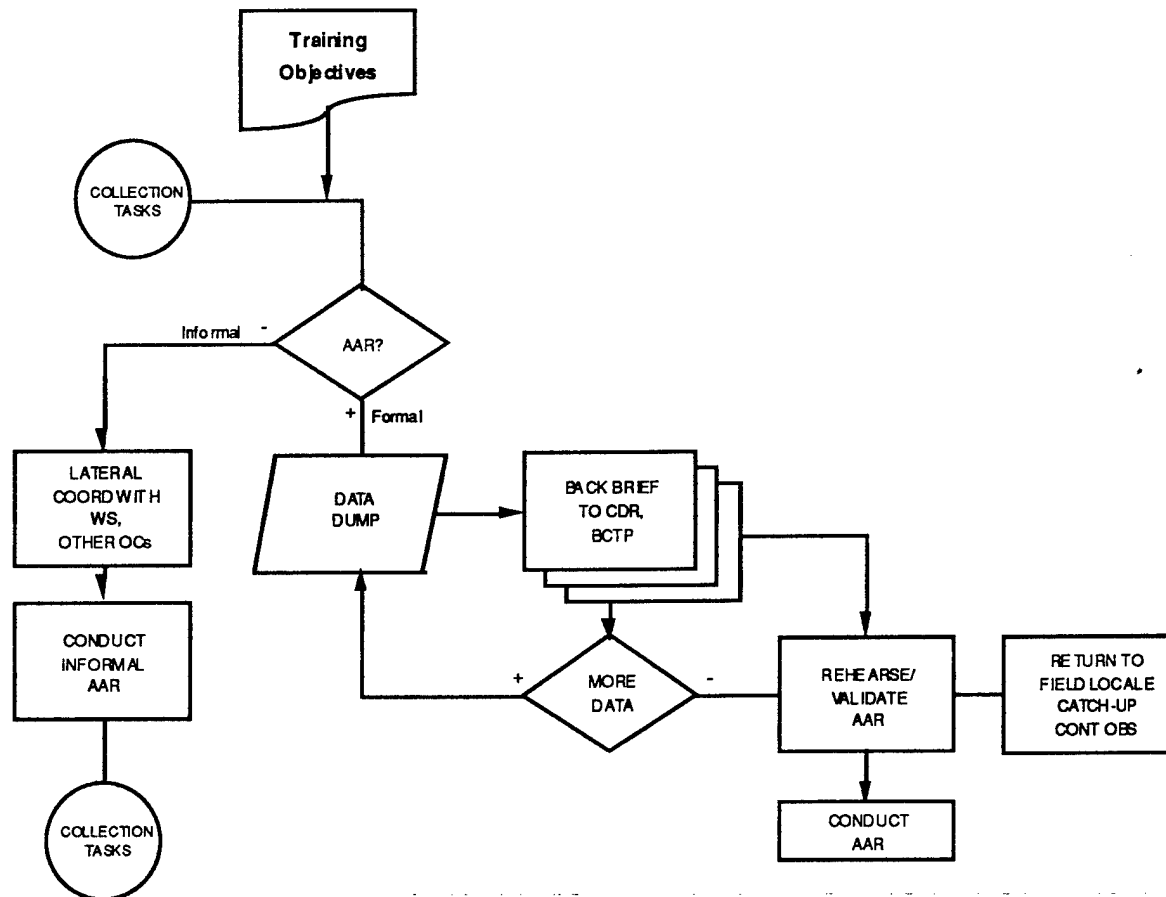 Training
Objectives
COLLECTION
TASKS
Informal -
AAR?
+ Formal
LATERAL
COORD WITH
WS,
OTHER OCs
DATA
DUMP
BACK BRIEF
TO CDR,
BCTP
CONDUCT
INFORMAL
AAR
+
MORE
DATA
-
REHEARSE/
VALIDATE
AAR
RETURN TO
FIELD LOCALE
CATCH-UP
CONT OBS
CONDUCT
AAR
COLLECTION
TASKS